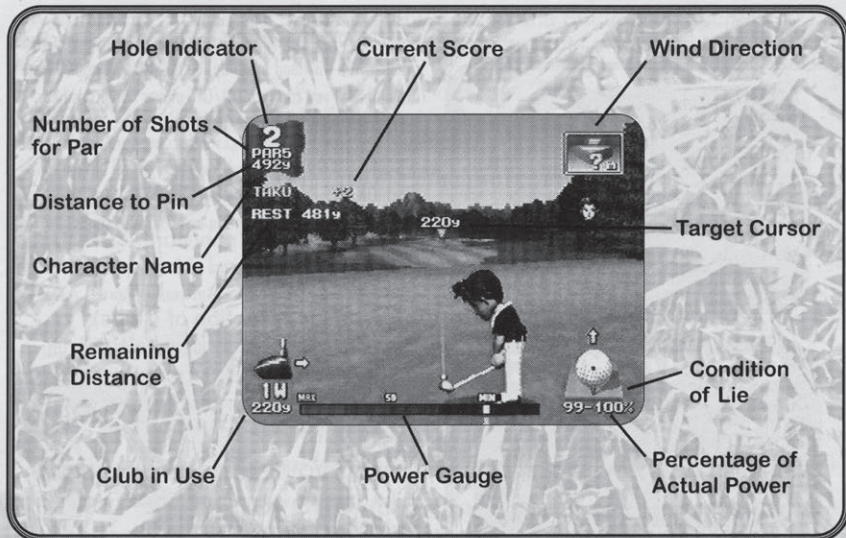 Hole Indicator
Current Score
Wind Direction
Number of Shots
for Par
Distance to Pin
Character Name
Remaining
Distance
Club in Use
Power Gauge
Target Cursor
Condition
of Lie
Percentage of
Actual Power
2
PAR5
492y
TAKU +2
REST 481y
220y
? m
1W
220y
MAX 50 MIN
99-100%